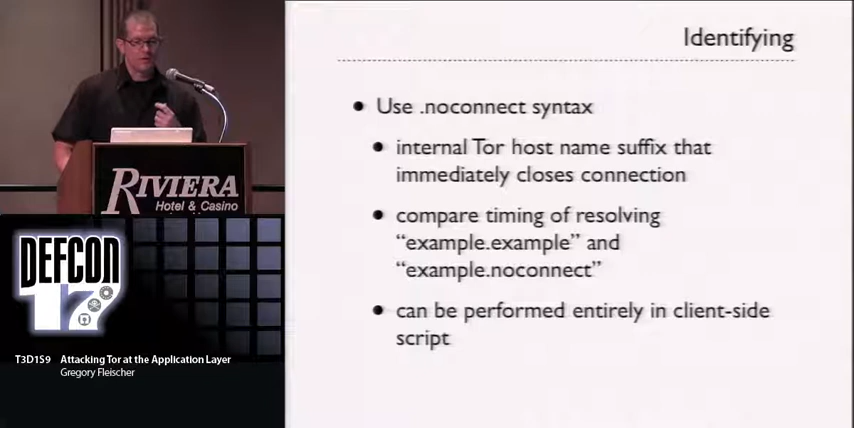 Identifying
• Use .noconnect syntax
• internal Tor host name suffix that
immediately closes connection
• compare timing of resolving
“example.example” and
“example.noconnect”
• can be performed entirely in client-side
script
RIVIERA
Hotel & Casino
DEFCON
17
T3D1S9 Attacking Tor at the Application Layer
Gregory Fleischer